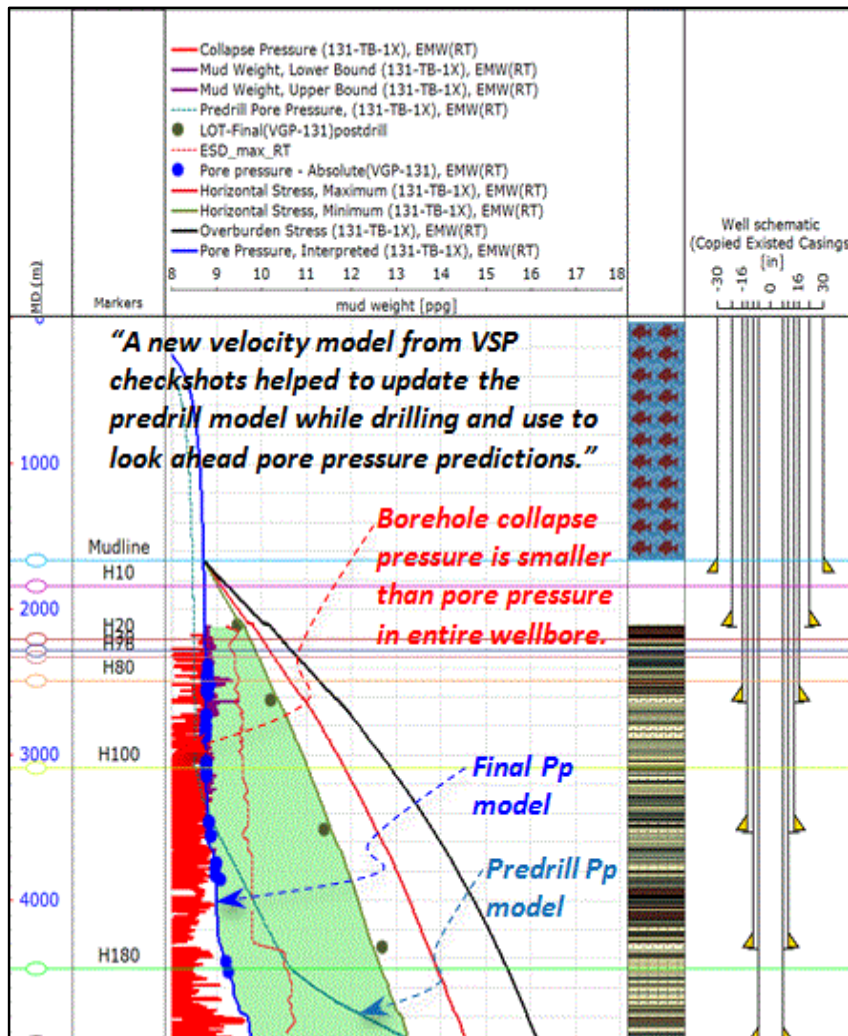 Collapse Pressure (131-TB-1X), EMW(RT)
Mud Weight, Lower Bound (131-TB-1X), EMW(RT)
Mud Weight, Upper Bound (131-TB-1X), EMW(RT)
Predrill Pore Pressure, (131-TB-1X), EMW(RT)
LOT-Final(VGP-131)postdrill
ESD_max_RT
Pore pressure - Absolute(VGP-131), EMW(RT)
Horizontal Stress, Maximum (131-TB-1X), EMW(RT)
Horizontal Stress, Minimum (131-TB-1X), EMW(RT)
Overburden Stress (131-TB-1X), EMW(RT)
Pore Pressure, Interpreted (131-TB-1X), EMW(RT)
8 9 10 11 12 13 14 15 16 17 18
mud weight [ppg]
MD (m)
Markers
Well schematic
(Copied Existed Casings
[in]
-30 -16 0 16 30
0
"A new velocity model from VSP
checkshots helped to update the
predrill model while drilling and use to
look ahead pore pressure predictions."
1000
Borehole collapse
pressure is smaller
than pore pressure
in entire wellbore.
Mudline
H10
2000
H20
H80
3000
H100
Final Pp
model
Predrill Pp
model
4000
H180